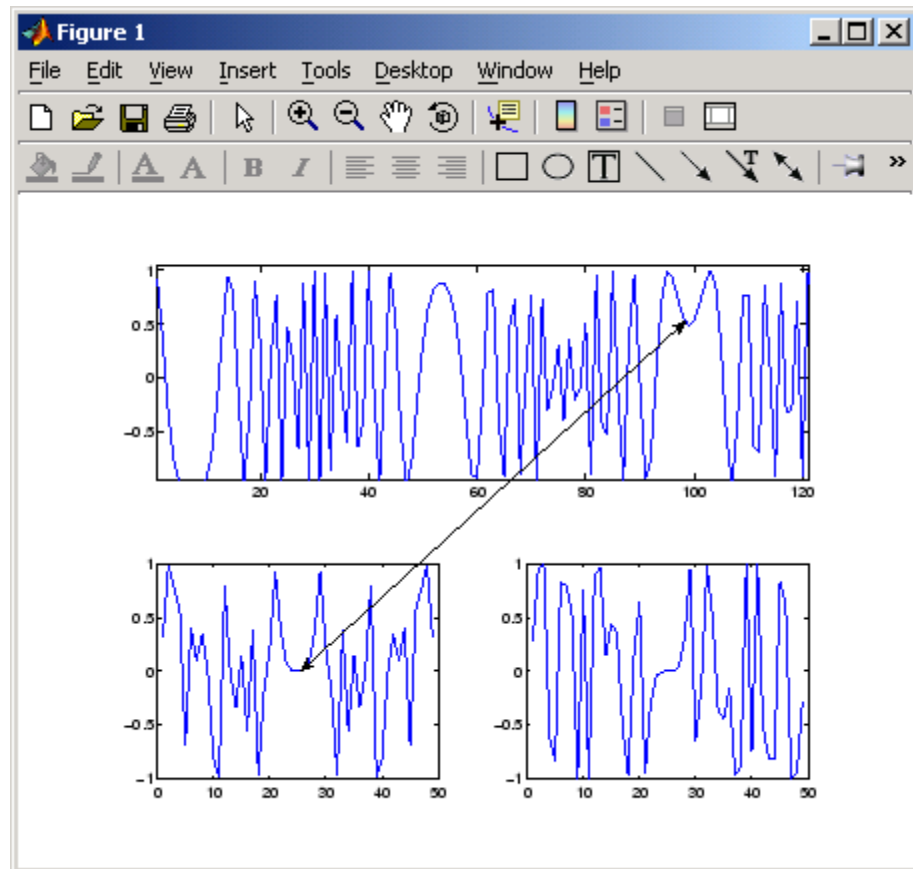 Figure 1
File Edit View Insert Tools Desktop Window Help
A A B I T T »
1
0.5
0
-0.5
20 40 60 80 100 120
1 1
0.5 0.5
0 0
-0.5 -0.5
-1 -1
0 10 20 30 40 50 0 10 20 30 40 50